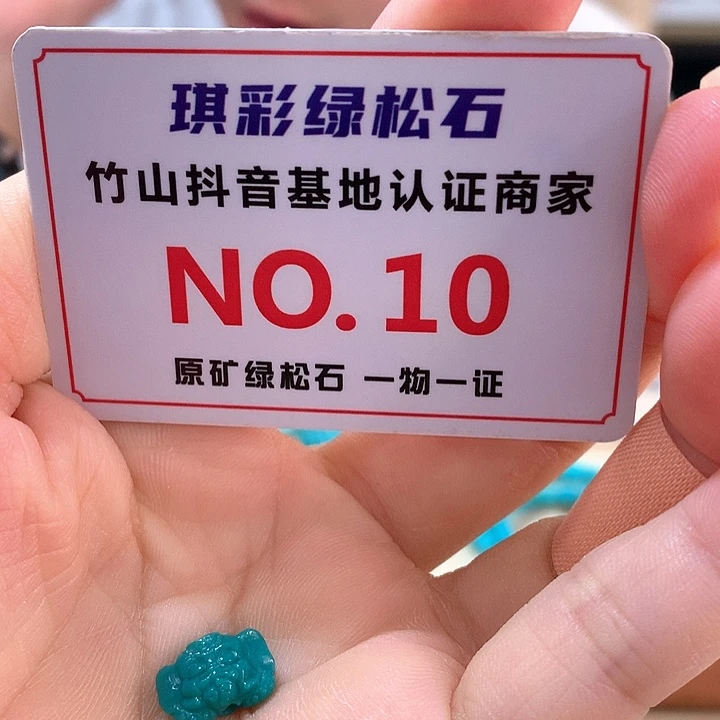 琪彩绿松石
竹山抖音基地认证商家
NO.10
原矿绿松石 一物一证